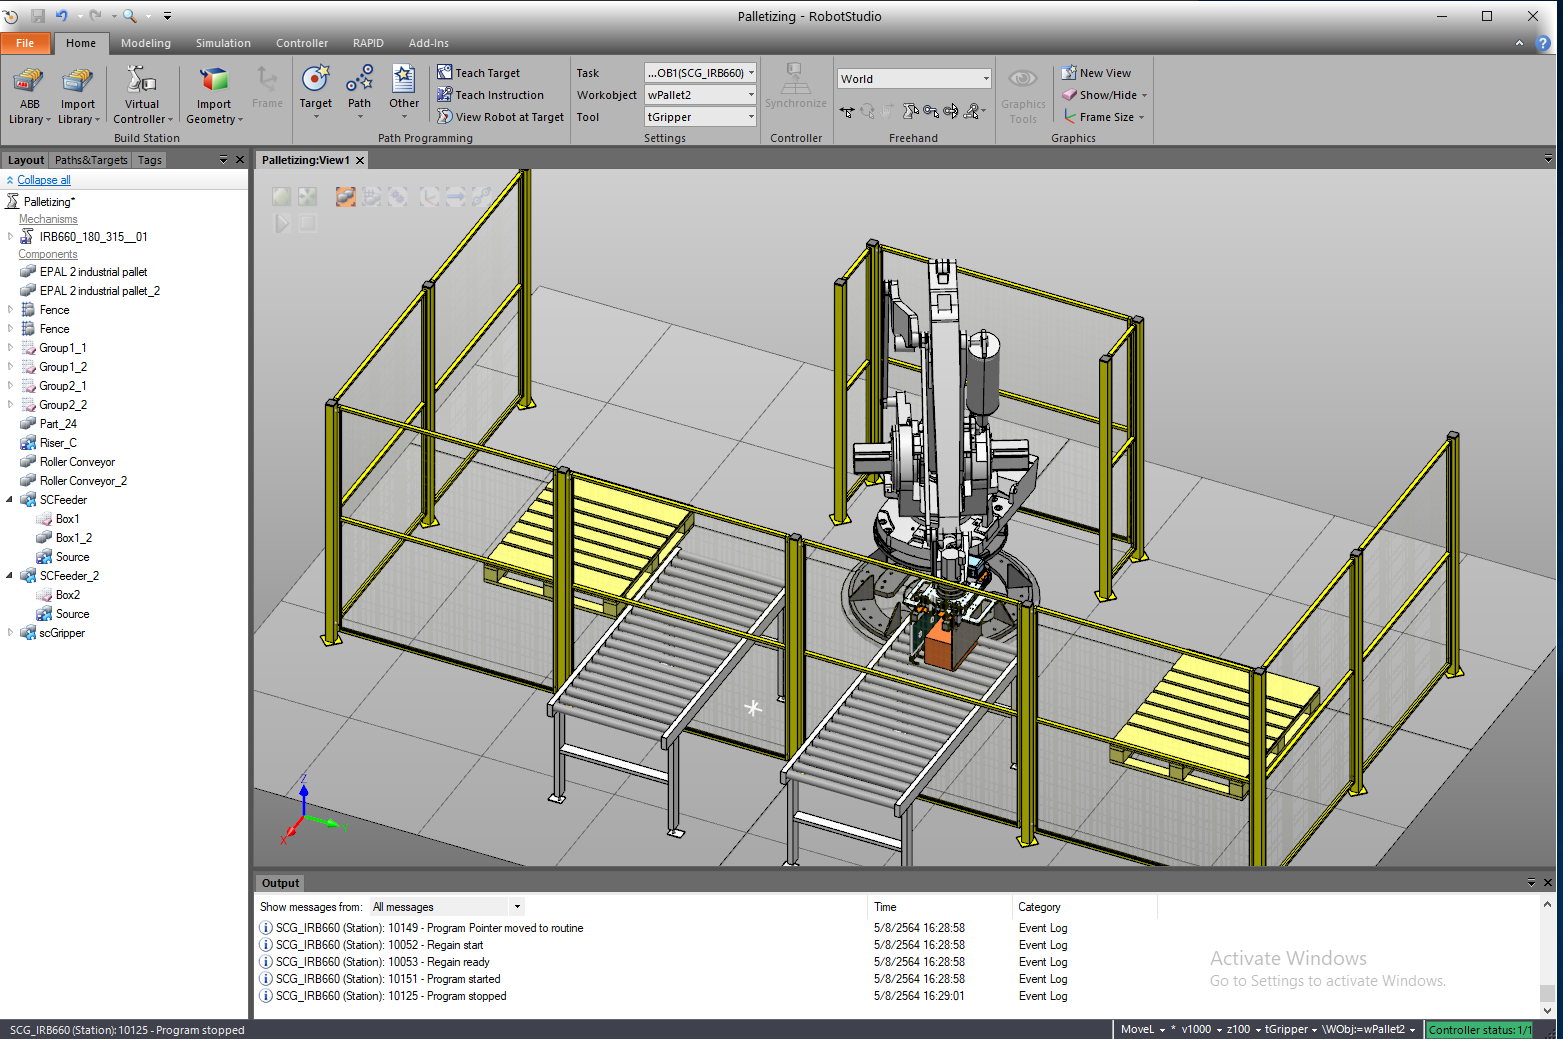 Palletizing - RobotStudio
File Home Modeling Simulation Controller RAPID Add-Ins
ABB Library
Import Library
Virtual Controller
Import Geometry
Frame
Build Station
Target
Path
Other
Teach Target
Teach Instruction
View Robot at Target
Path Programming
Task ...OB1(SCG_IRB660)
Workobject wPallet2
Tool tGripper
Settings
Synchronize
Controller
World
Freehand
Graphics Tools
New View
Show/Hide
Frame Size
Graphics
Layout Paths&Targets Tags
Palletizing:View1
Collapse all
Palletizing*
Mechanisms
IRB660_180_315__01
Components
EPAL 2 industrial pallet
EPAL 2 industrial pallet_2
Fence
Fence
Group1_1
Group1_2
Group2_1
Group2_2
Part_24
Riser_C
Roller Conveyor
Roller Conveyor_2
SCFeeder
Box1
Box1_2
Source
SCFeeder_2
Box2
Source
scGripper
Z
Y
X
Output
Show messages from: All messages Time Category
SCG_IRB660 (Station): 10149 - Program Pointer moved to routine 5/8/2564 16:28:58 Event Log
SCG_IRB660 (Station): 10052 - Regain start 5/8/2564 16:28:58 Event Log
SCG_IRB660 (Station): 10053 - Regain ready 5/8/2564 16:28:58 Event Log
SCG_IRB660 (Station): 10151 - Program started 5/8/2564 16:28:58 Event Log
SCG_IRB660 (Station): 10125 - Program stopped 5/8/2564 16:29:01 Event Log
Activate Windows
Go to Settings to activate Windows.
SCG_IRB660 (Station): 10125 - Program stopped MoveL * v1000 z100 tGripper \WObj:=wPallet2 Controller status: 1/1